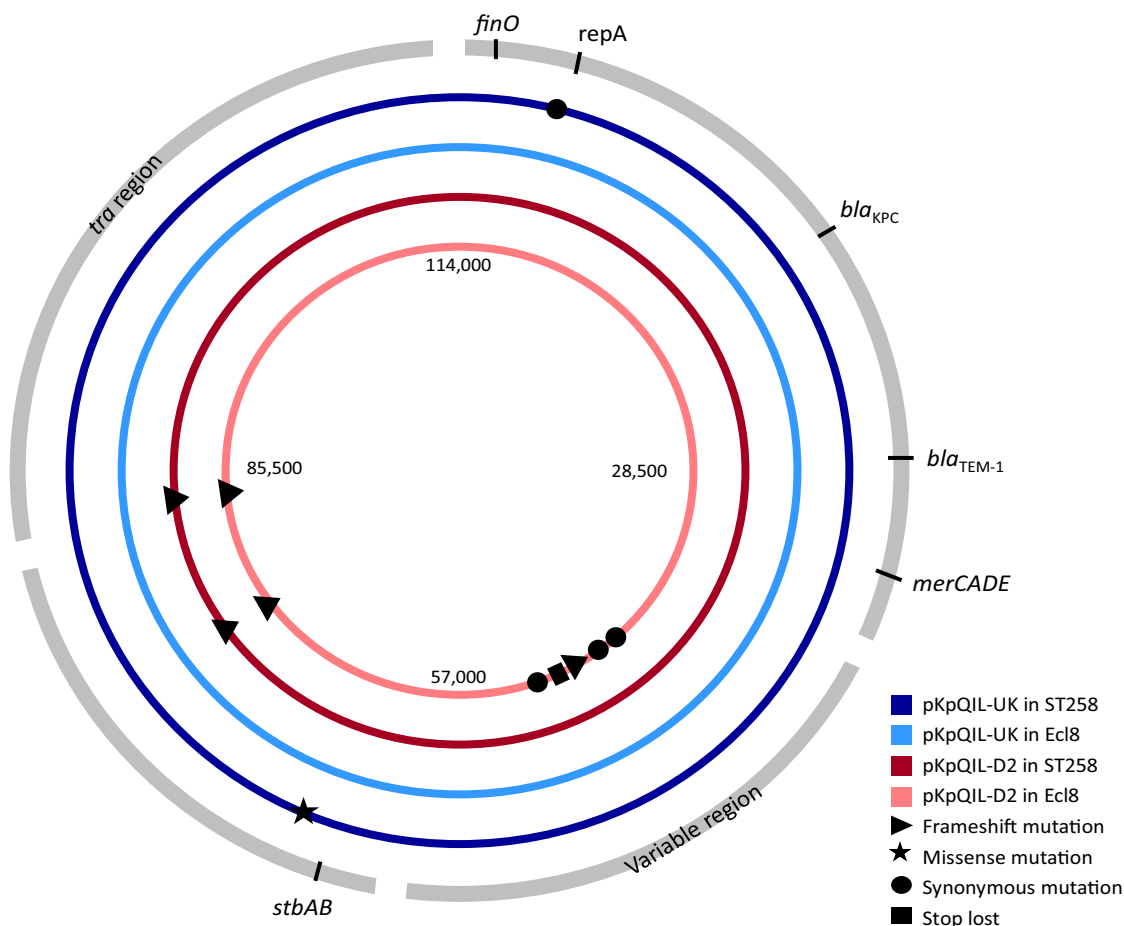 finO
repA
tra region
blaKPC
114,000
85,500
28,500
blaTEM-1
merCADE
57,000
Variable region
stbAB
pKpQIL-UK in ST258
pKpQIL-UK in Ecl8
pKpQIL-D2 in ST258
pKpQIL-D2 in Ecl8
Frameshift mutation
Missense mutation
Synonymous mutation
Stop lost